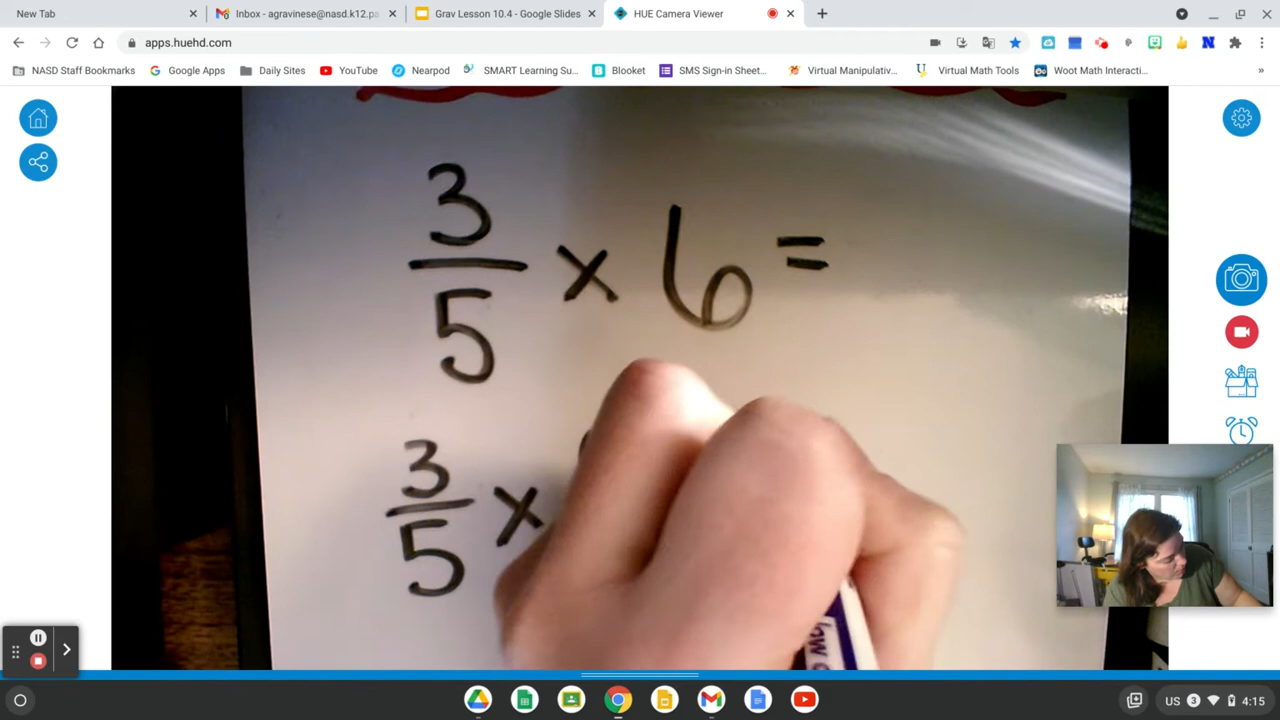 New Tab
Inbox - agravinese@nasd.k12.pa
Grav Lesson 10.4 - Google Slides
HUE Camera Viewer
apps.huehd.com
NASD Staff Bookmarks
Google Apps
Daily Sites
YouTube
Nearpod
SMART Learning Su...
Blooket
SMS Sign-in Sheet...
Virtual Manipulativ...
Virtual Math Tools
Woot Math Interacti...
»
3/5 × 6 =
3/5 ×
US 3 4:15